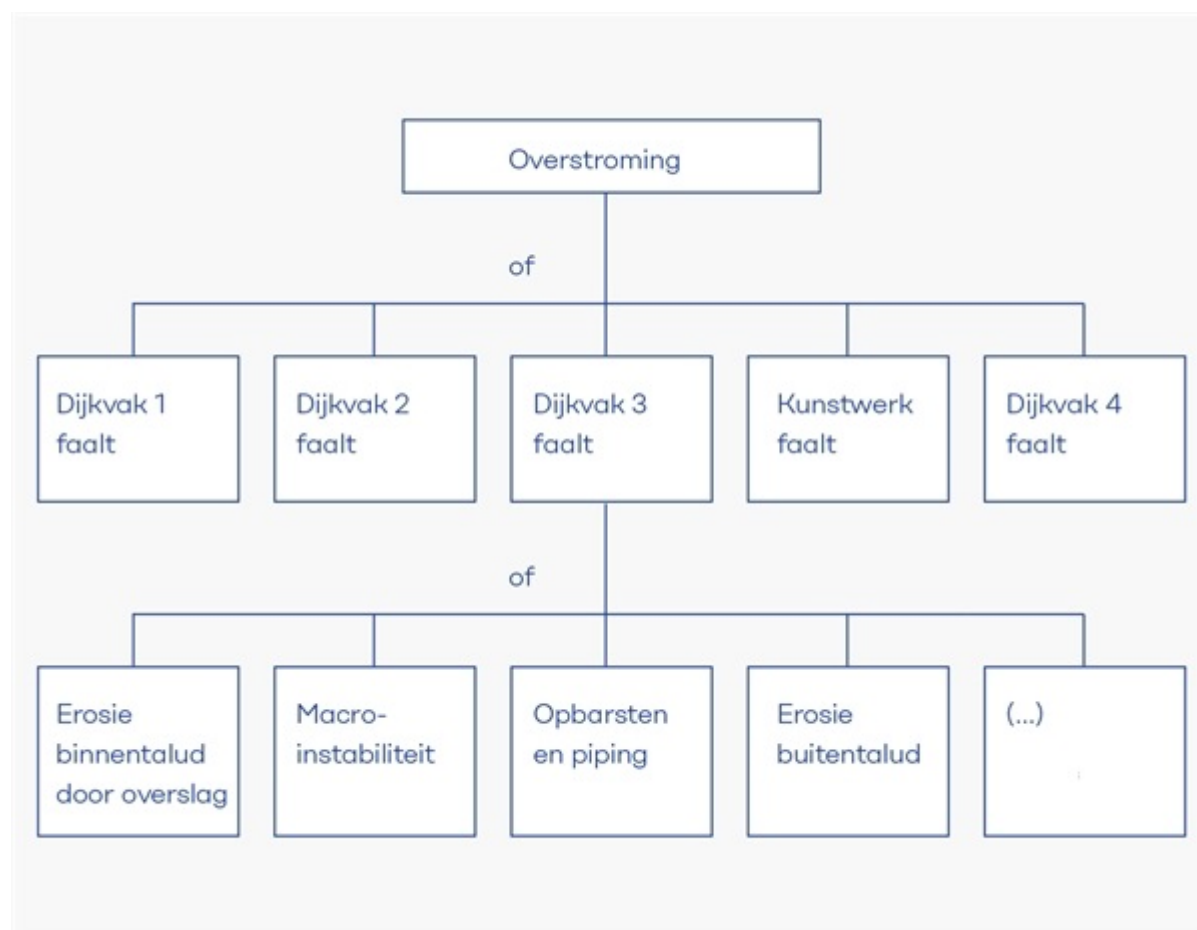 Overstroming
of
Dijkvak 1
faalt
Dijkvak 2
faalt
Dijkvak 3
faalt
Kunstwerk
faalt
Dijkvak 4
faalt
of
Erosie
binnentalud
door overslag
Macro-
instabiliteit
Opbarsten
en piping
Erosie
buitentalud
(...)